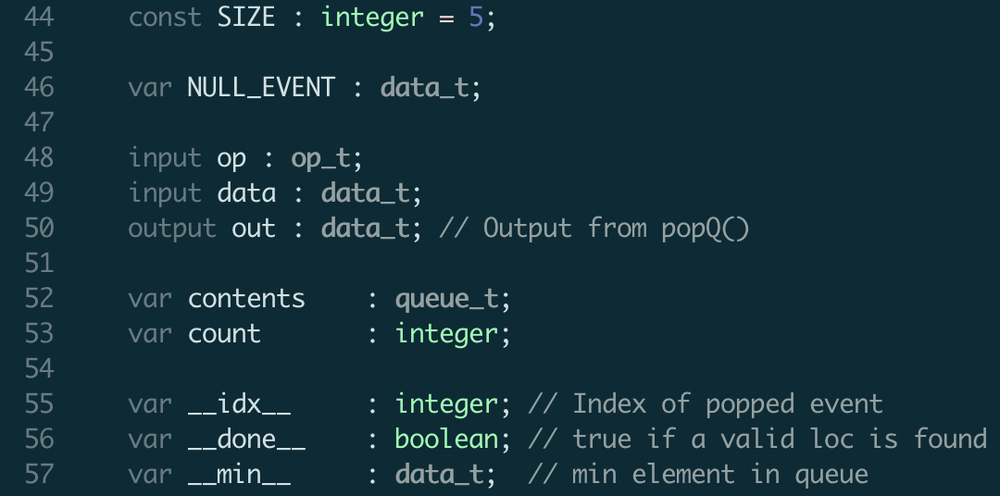 44 const SIZE : integer = 5;
45
46 var NULL_EVENT : data_t;
47
48 input op : op_t;
49 input data : data_t;
50 output out : data_t; // Output from popQ()
51
52 var contents : queue_t;
53 var count : integer;
54
55 var __idx__ : integer; // Index of popped event
56 var __done__ : boolean; // true if a valid loc is found
57 var __min__ : data_t; // min element in queue